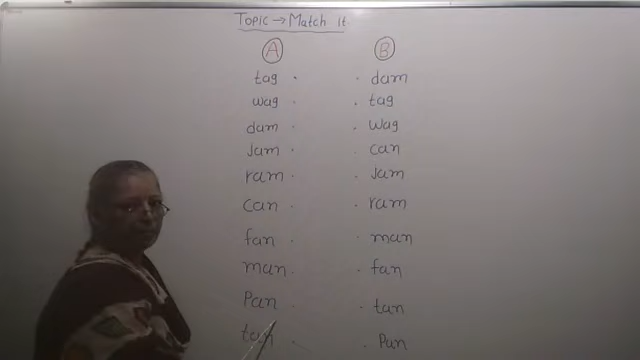 Topic → Match it
A B
tag . . dam
wag . . tag
dam . . wag
Jam . . can
ram . . Jam
can . . ram
fan . . man
man . . fan
Pan . . tan
tan . . Pan